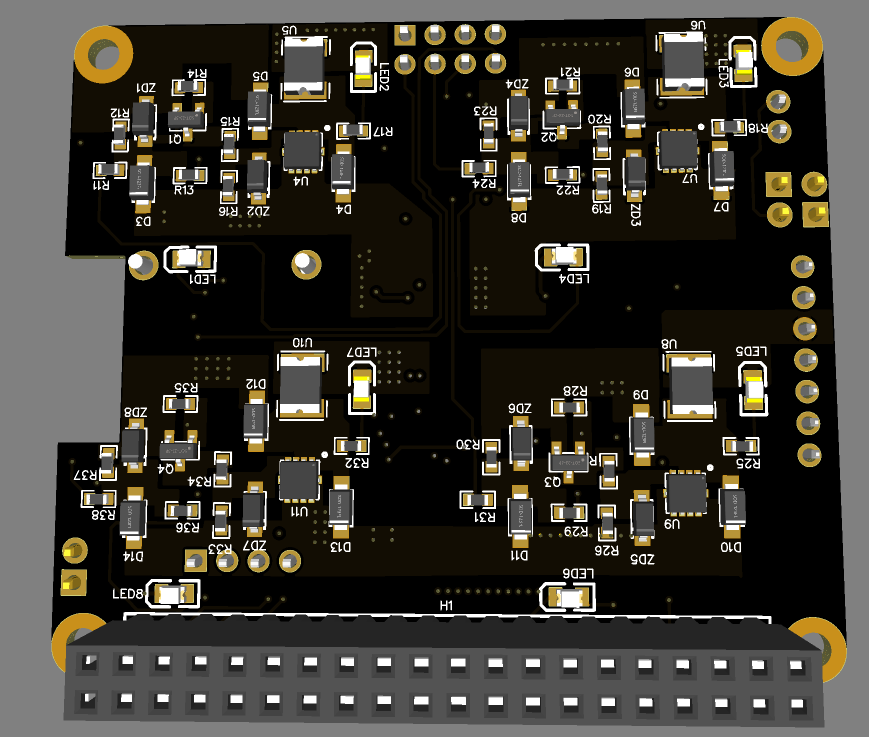 U5
LED2
R14
D5
ZD1
R12
Q1
R15
R17
R11
R13
U4
R16
ZD2
D3
D4
LED1
U6
LED3
R21
D6
ZD4
R23
Q2
R20
R18
R24
R22
R19
U7
ZD3
D8
D7
LED4
U10
LED7
R35
D12
ZD8
Q4
R37
R34
R32
R38
R36
R33
U11
ZD7
D14
D13
LED8
U8
LED5
R28
D9
ZD6
R30
Q3
R25
R31
R29
R26
U9
D11
ZD5
D10
LED6
H1